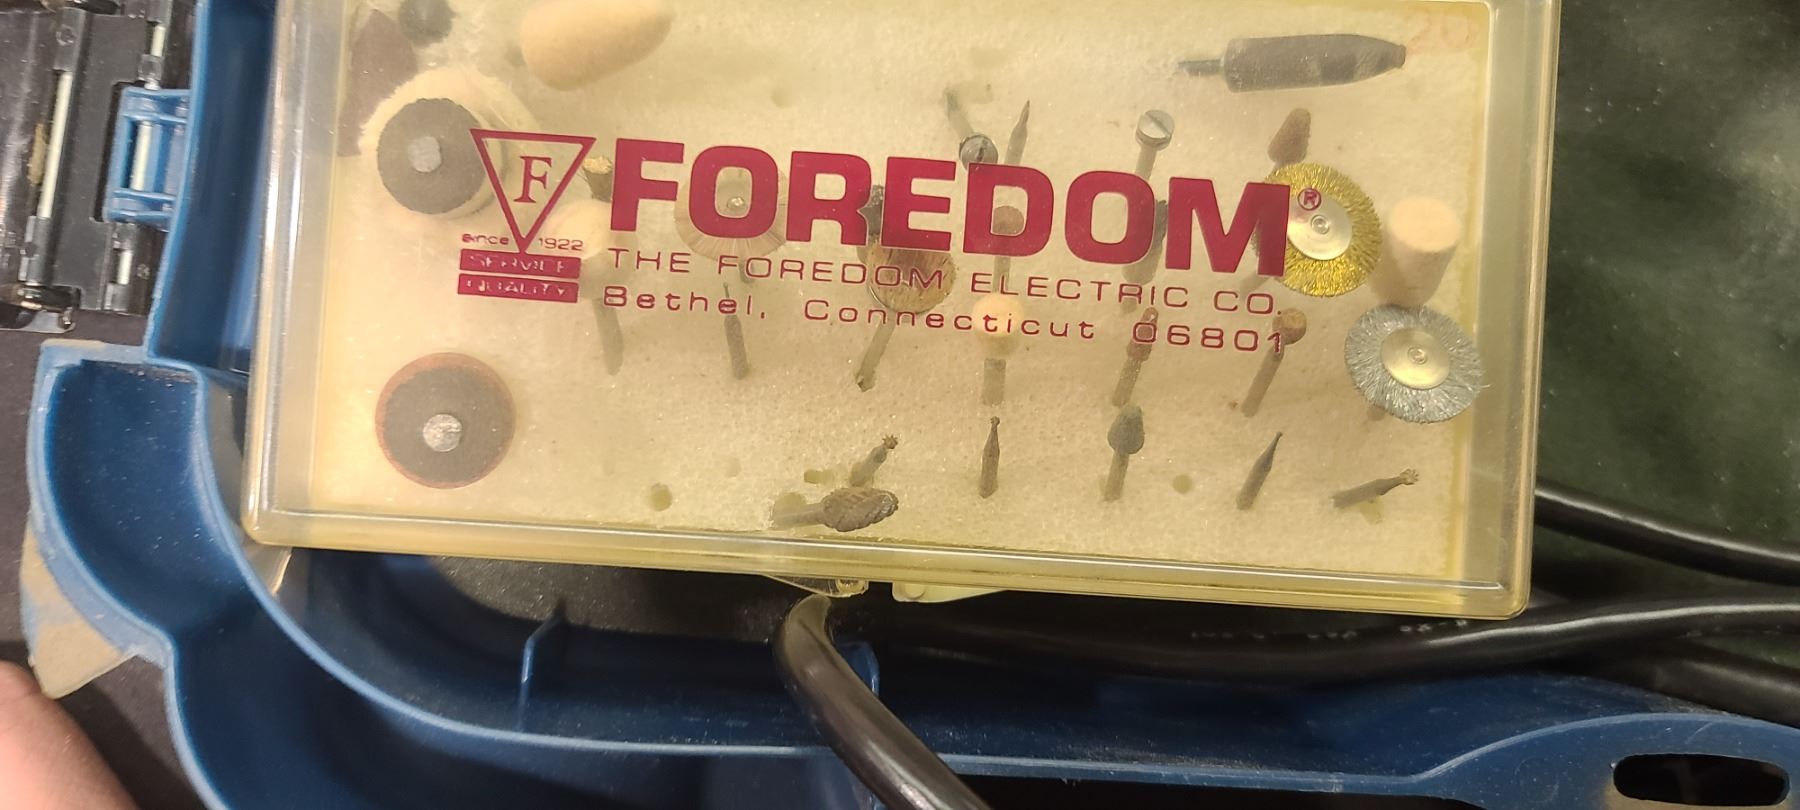 F
FOREDOM®
since 1922
SERVICE
QUALITY
THE FOREDOM ELECTRIC CO.
Bethel, Connecticut 06801